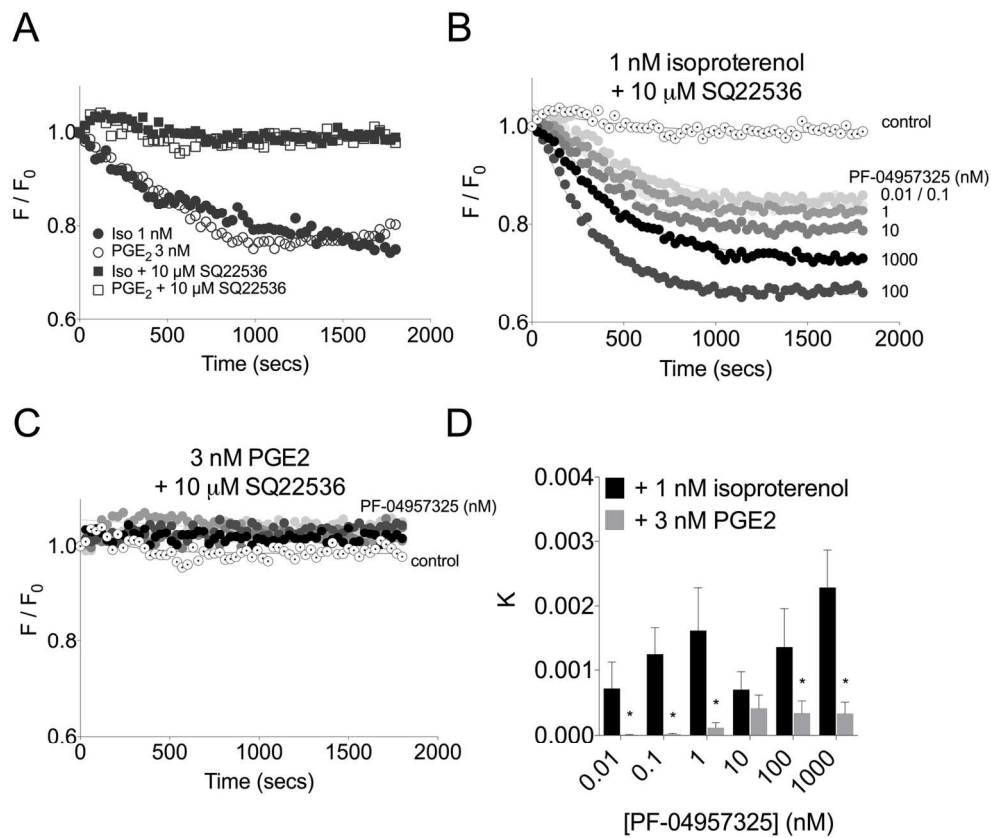 A
F / F0
1.0
0.8
0.6
0
500
1000
1500
2000
Time (secs)
Iso 1 nM
PGE2 3 nM
Iso + 10 µM SQ22536
PGE2 + 10 µM SQ22536
B
1 nM isoproterenol
+ 10 µM SQ22536
F / F0
1.0
0.8
0.6
0
500
1000
1500
2000
Time (secs)
control
PF-04957325 (nM)
0.01 / 0.1
1
10
1000
100
C
3 nM PGE2
+ 10 µM SQ22536
PF-04957325 (nM)
control
F / F0
1.0
0.8
0.6
0
500
1000
1500
2000
Time (secs)
D
+ 1 nM isoproterenol
+ 3 nM PGE2
K
0.004
0.003
0.002
0.001
0.000
* * * * *
0.01
0.1
1
10
100
1000
[PF-04957325] (nM)